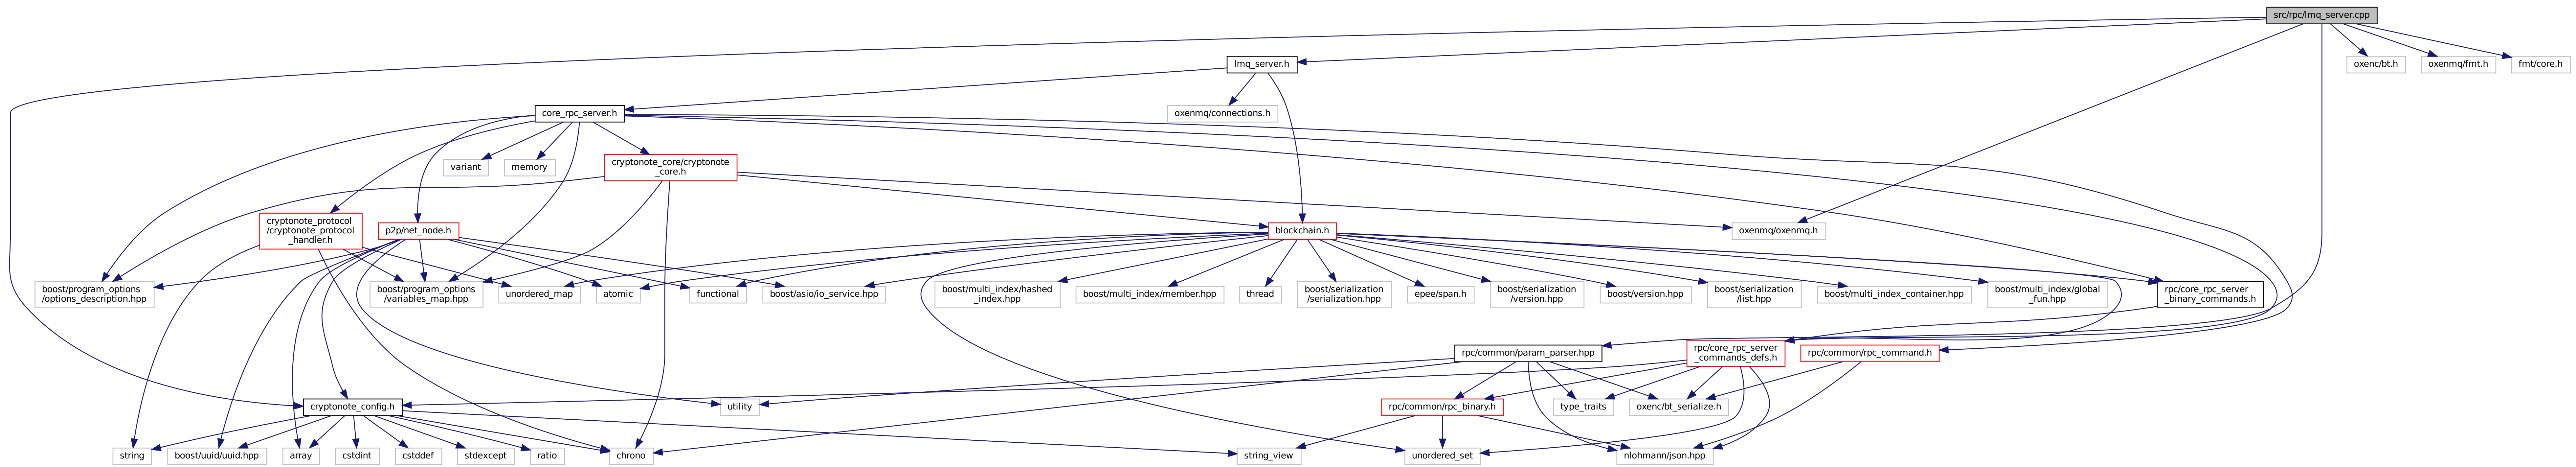 src/rpc/lmq_server.cpp
lmq_server.h
oxenc/bt.h
oxenmq/fmt.h
fmt/core.h
core_rpc_server.h
oxenmq/connections.h
variant
memory
cryptonote_core/cryptonote
_core.h
cryptonote_protocol
/cryptonote_protocol
_handler.h
p2p/net_node.h
blockchain.h
oxenmq/oxenmq.h
boost/program_options
/options_description.hpp
boost/program_options
/variables_map.hpp
unordered_map
atomic
functional
boost/asio/io_service.hpp
boost/multi_index/hashed
_index.hpp
boost/multi_index/member.hpp
thread
boost/serialization
/serialization.hpp
epee/span.h
boost/serialization
/version.hpp
boost/version.hpp
boost/serialization
/list.hpp
boost/multi_index_container.hpp
boost/multi_index/global
_fun.hpp
rpc/core_rpc_server
_binary_commands.h
rpc/common/param_parser.hpp
rpc/core_rpc_server
_commands_defs.h
rpc/common/rpc_command.h
cryptonote_config.h
utility
rpc/common/rpc_binary.h
type_traits
oxenc/bt_serialize.h
string
boost/uuid/uuid.hpp
array
cstdint
cstddef
stdexcept
ratio
chrono
string_view
unordered_set
nlohmann/json.hpp